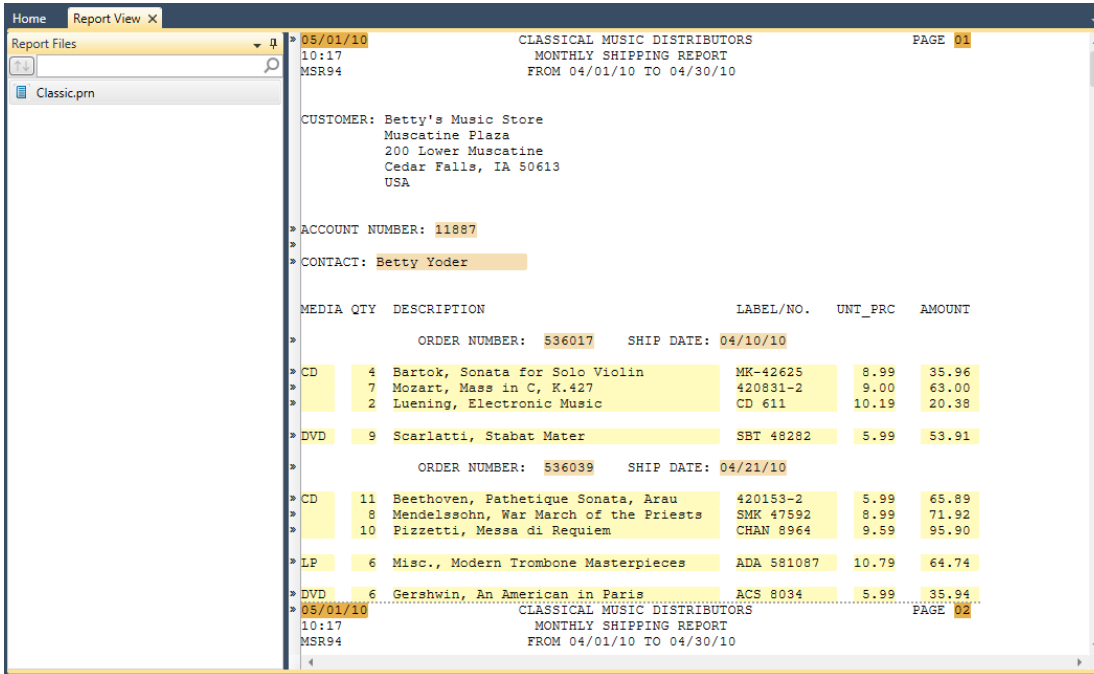 Home Report View
Report Files
Classic.prn
05/01/10 CLASSICAL MUSIC DISTRIBUTORS PAGE 01
10:17 MONTHLY SHIPPING REPORT
MSR94 FROM 04/01/10 TO 04/30/10
CUSTOMER: Betty's Music Store
Muscatine Plaza
200 Lower Muscatine
Cedar Falls, IA 50613
USA
ACCOUNT NUMBER: 11887
CONTACT: Betty Yoder
MEDIA QTY DESCRIPTION LABEL/NO. UNT_PRC AMOUNT
ORDER NUMBER: 536017 SHIP DATE: 04/10/10
CD 4 Bartok, Sonata for Solo Violin MK-42625 8.99 35.96
7 Mozart, Mass in C, K.427 420831-2 9.00 63.00
2 Luening, Electronic Music CD 611 10.19 20.38
DVD 9 Scarlatti, Stabat Mater SBT 48282 5.99 53.91
ORDER NUMBER: 536039 SHIP DATE: 04/21/10
CD 11 Beethoven, Pathetique Sonata, Arau 420153-2 5.99 65.89
8 Mendelssohn, War March of the Priests SMK 47592 8.99 71.92
10 Pizzetti, Messa di Requiem CHAN 8964 9.59 95.90
LP 6 Misc., Modern Trombone Masterpieces ADA 581087 10.79 64.74
DVD 6 Gershwin, An American in Paris ACS 8034 5.99 35.94
05/01/10 CLASSICAL MUSIC DISTRIBUTORS PAGE 02
10:17 MONTHLY SHIPPING REPORT
MSR94 FROM 04/01/10 TO 04/30/10